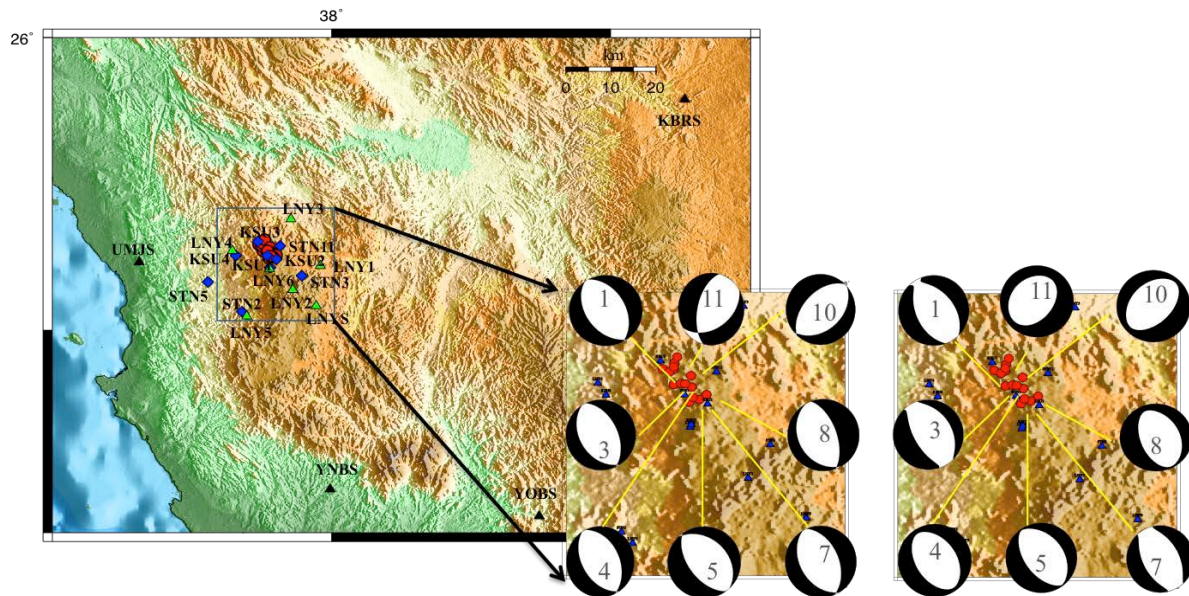 38°
26°
km
0 10 20
KBRS
LNY3
KSU3
LNY4
STN11
UMJS
KSU4
KSU2
LNY1
LNY6
STN3
STN5
STN2
LNY2
LNYS
LNY5
YNBS
YOBS
1
11
10
3
8
4
5
7
1
11
10
3
8
4
5
7